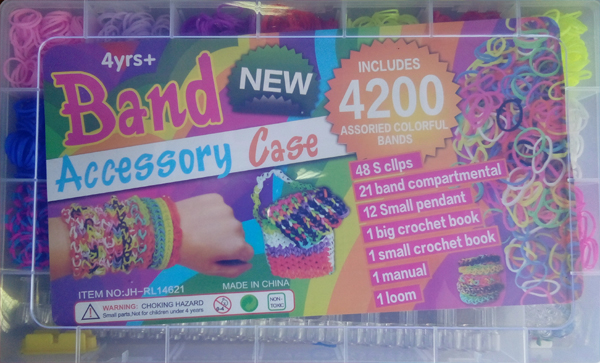 4yrs+
Band
Accessory Case
NEW
INCLUDES
4200
ASSORIED COLORFUL
BANDS
48 S clips
21 band compartmental
12 Small pendant
1 big crochet book
1 small crochet book
1 manual
1 loom
ITEM NO:JH-RL14621
MADE IN CHINA
WARNING: CHOKING HAZARD
Small parts, Not for children under 4 years
NON-
TOXIC